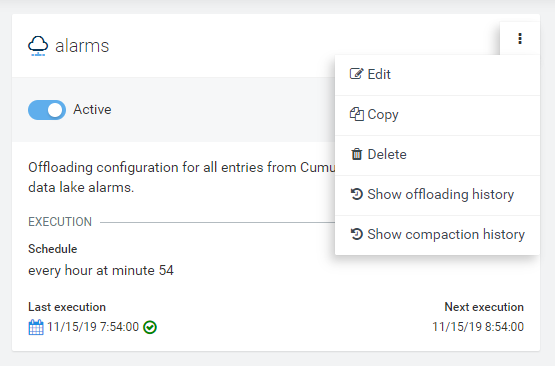 alarms
Active
Edit
Copy
Delete
Show offloading history
Show compaction history
Offloading configuration for all entries from
data lake alarms.
EXECUTION
Schedule
every hour at minute 54
Last execution
Next execution
11/15/19 7:54:00
11/15/19 8:54:00